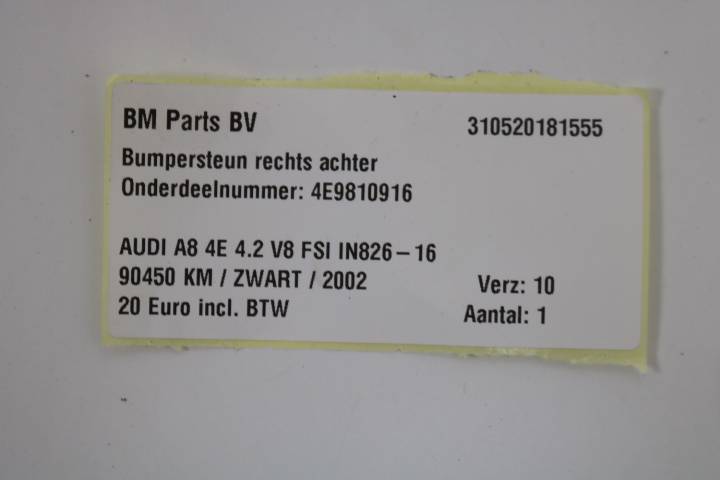 BM Parts BV 310520181555
Bumpersteun rechts achter
Onderdeelnummer: 4E9810916
AUDI A8 4E 4.2 V8 FSI IN826-16
90450 KM / ZWART / 2002 Verz: 10
20 Euro incl. BTW Aantal: 1